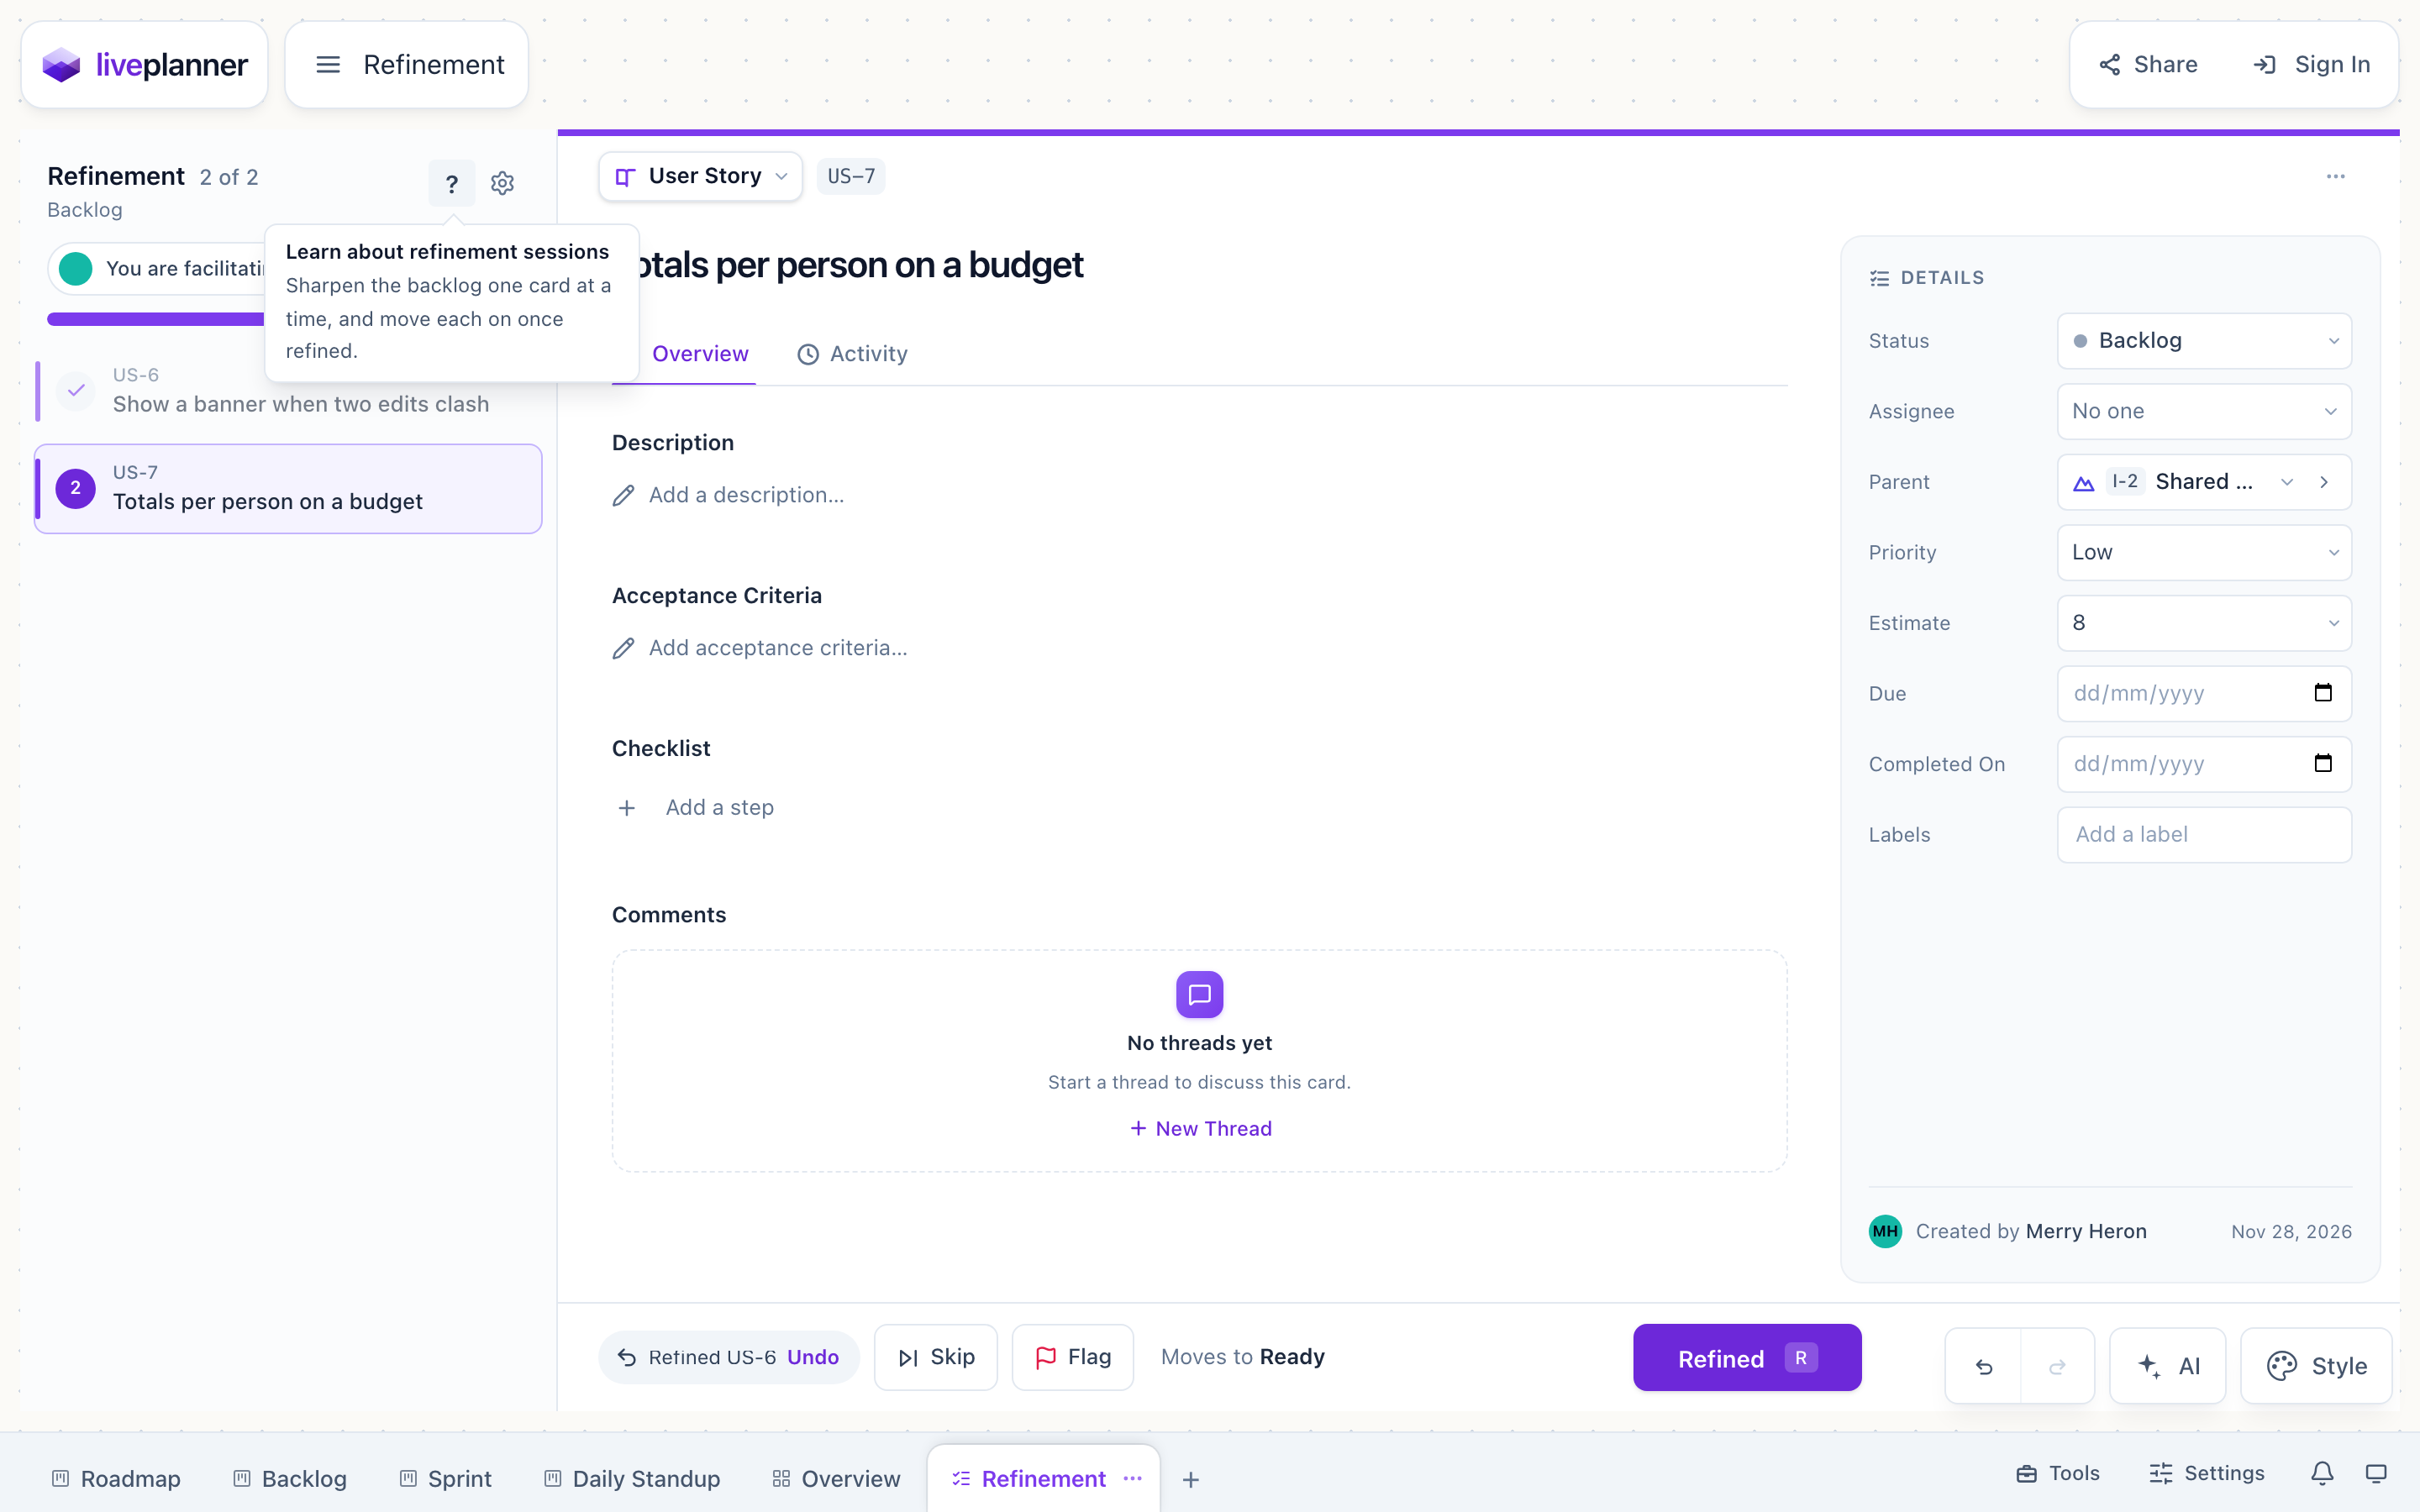 liveplanner
Refinement
Share
Sign In
Refinement 2 of 2
Backlog
?
You are facilitati
Learn about refinement sessions
Sharpen the backlog one card at a
time, and move each on once
refined.
US-6
Show a banner when two edits clash
2
US-7
Totals per person on a budget
User Story
US-7
otals per person on a budget
Overview
Activity
Description
Add a description...
Acceptance Criteria
Add acceptance criteria...
Checklist
Add a step
Comments
No threads yet
Start a thread to discuss this card.
New Thread
DETAILS
Status
Backlog
Assignee
No one
Parent
I-2 Shared ...
Priority
Low
Estimate
8
Due
dd/mm/yyyy
Completed On
dd/mm/yyyy
Labels
Add a label
MH
Created by Merry Heron
Nov 28, 2026
Refined US-6 Undo
Skip
Flag
Moves to Ready
Refined R
AI
Style
Roadmap
Backlog
Sprint
Daily Standup
Overview
Refinement
Tools
Settings